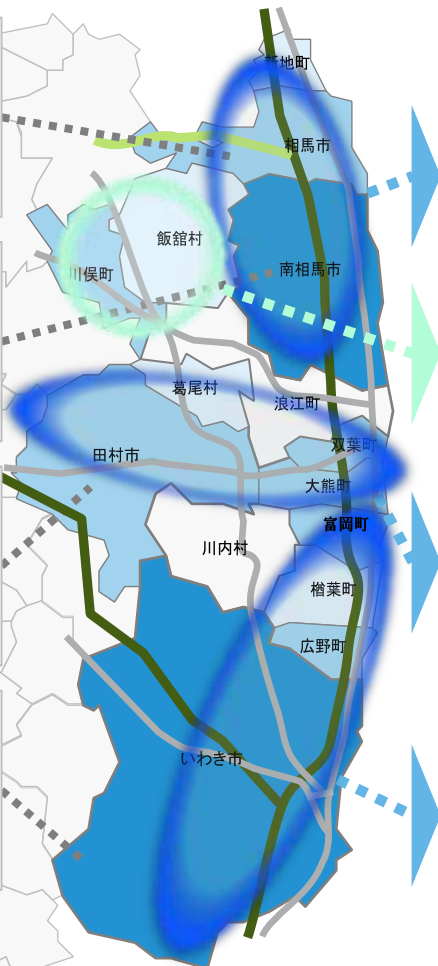 新地町
相馬市
飯舘村
南相馬市
川俣町
葛尾村
浪江町
双葉町
田村市
大熊町
富岡町
川内村
楢葉町
広野町
いわき市